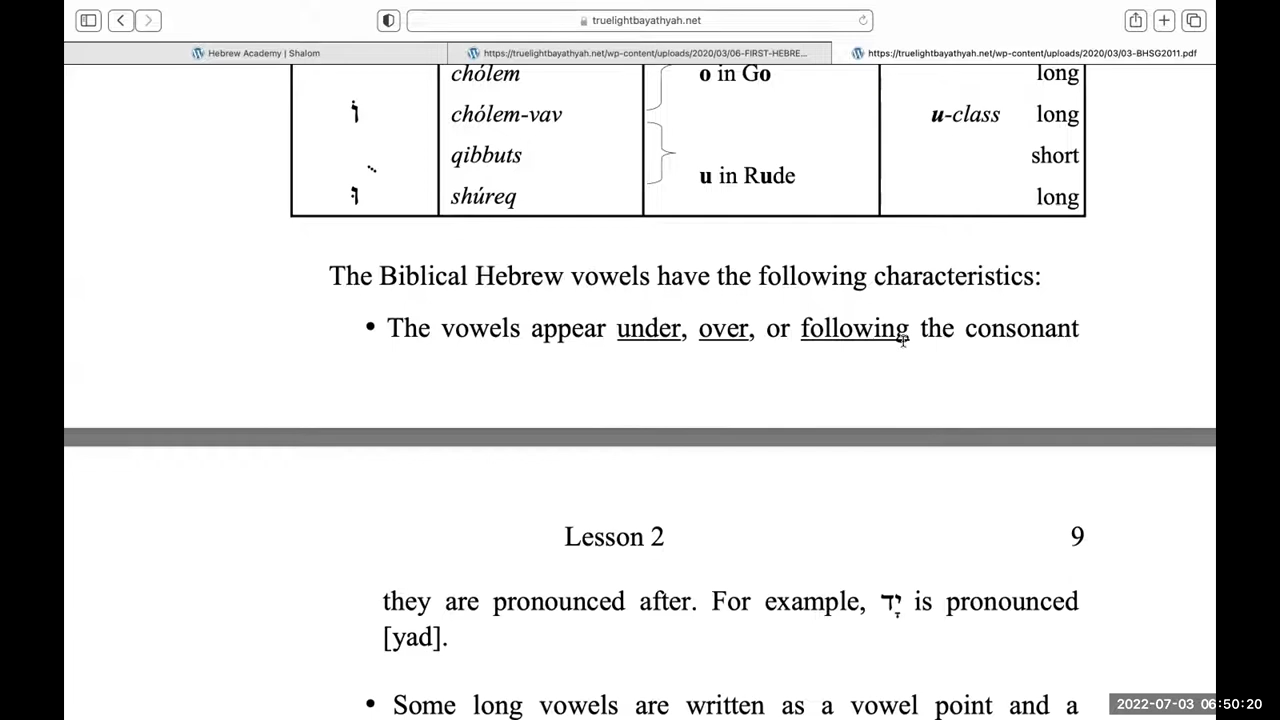 truelightbayathyah.net
Hebrew Academy | Shalom
https://truelightbayathyah.net/wp-content/uploads/2020/03/06-FIRST-HEBRE...
https://truelightbayathyah.net/wp-content/uploads/2020/03/03-BHSG2011.pdf
chólem o in Go long
וֹ chólem-vav u-class long
ֻ qibbuts short
u in Rude
וּ shúreq long
The Biblical Hebrew vowels have the following characteristics:
• The vowels appear under, over, or following the consonant
Lesson 2 9
they are pronounced after. For example, יָד is pronounced
[yad].
• Some long vowels are written as a vowel point and a
2022-07-03 06:50:20